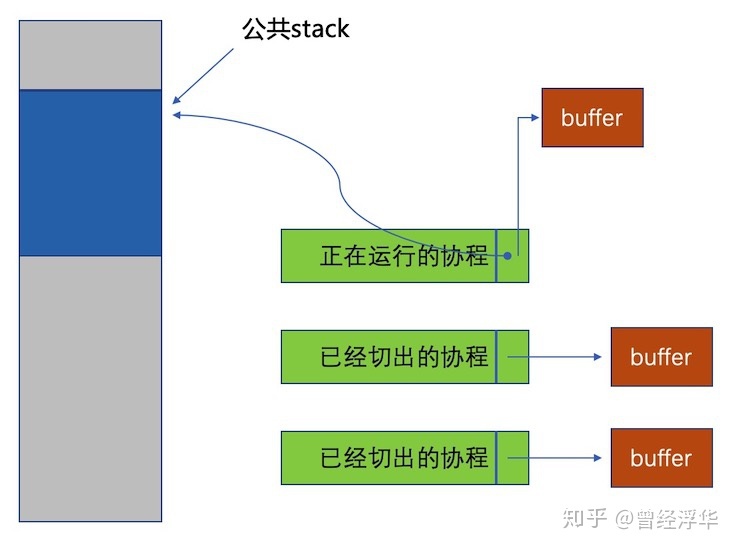 公共stack
buffer
正在运行的协程
已经切出的协程
buffer
已经切出的协程
buffer
知乎 @曾经浮华